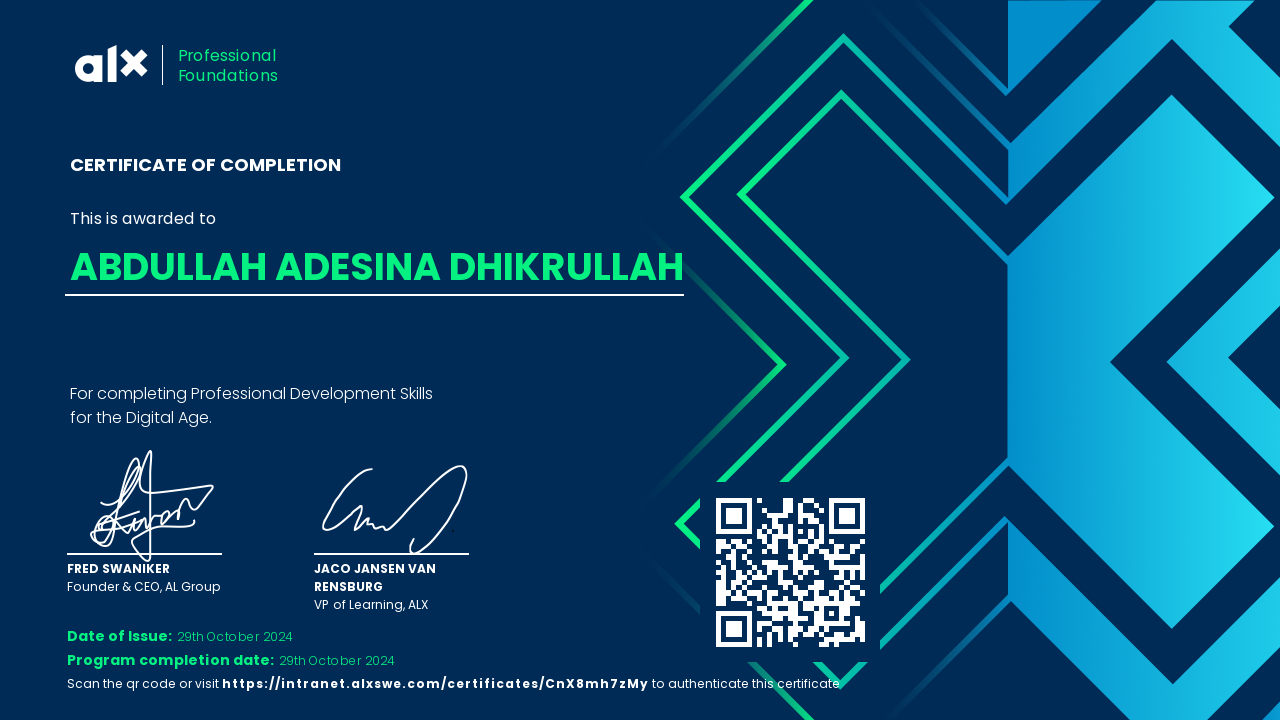 alx
Professional
Foundations
CERTIFICATE OF COMPLETION
This is awarded to
ABDULLAH ADESINA DHIKRULLAH
For completing Professional Development Skills
for the Digital Age.
FRED SWANIKER
Founder & CEO, AL Group
JACO JANSEN VAN
RENSBURG
VP of Learning, ALX
Date of Issue: 29th October 2024
Program completion date: 29th October 2024
Scan the qr code or visit https://intranet.alxswe.com/certificates/CnX8mh7zMy to authenticate this certificate